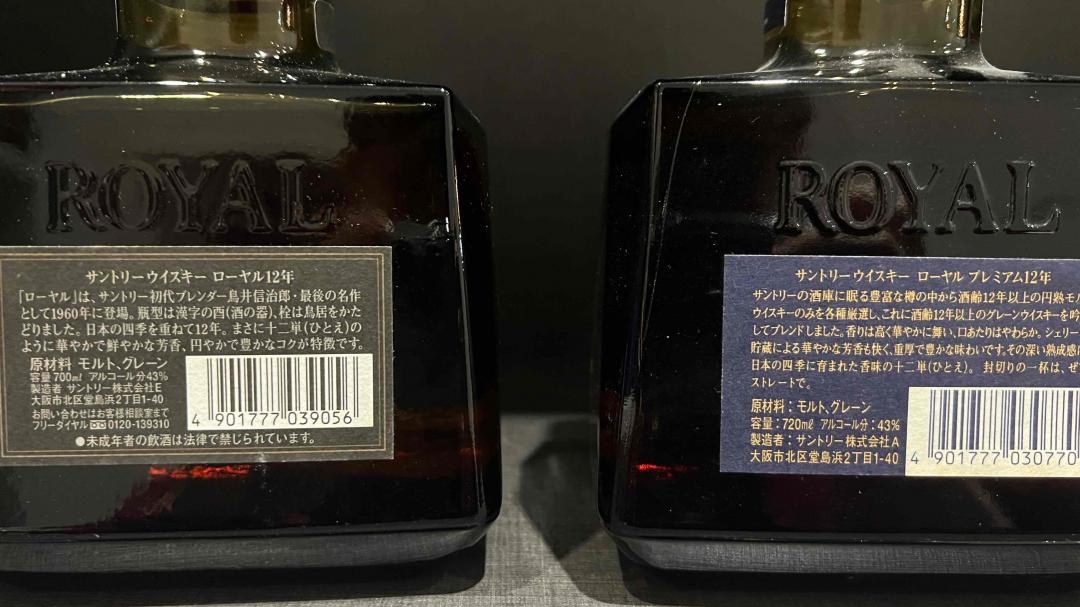 ROYAL
サントリーウイスキー ローヤル12年
「ローヤル」は、サントリー初代ブレンダー鳥井信治郎・最後の名作
として1960年に登場。瓶型は漢字の酉(酒の器)、栓は鳥居をかた
どりました。日本の四季を重ねて12年。まさに十二単(ひとえ)の
ように華やかで鮮やかな芳香、円やかで豊かなコクが特徴です。
原材料 モルト、グレーン
容量 700ml アルコール分43%
製造者 サントリー株式会社E
大阪市北区堂島浜2丁目1-40
お問い合わせはお客様相談室まで
フリーダイヤル 0120-139310
4 901777 039056
●未成年者の飲酒は法律で禁じられています。
ROYAL
サントリーウイスキー ローヤル プレミアム12年
サントリーの酒庫に眠る豊富な樽の中から酒齢12年以上の円熟モル
ウイスキーのみを各種厳選し、これに酒齢12年以上のグレーンウイスキーを吟
してブレンドしました。香りは高く華やかに舞い、口あたりはやわらか。シェリー
貯蔵による華やかな芳香も快く、重厚で豊かな味わいです。その深い熟成感に
日本の四季に育まれた香味の十二単(ひとえ)。 封切りの一杯は、ぜ
ストレートで。
原材料：モルト、グレーン
容量：720ml アルコール分：43%
製造者：サントリー株式会社A
大阪市北区堂島浜2丁目1-40
4 901777 030770